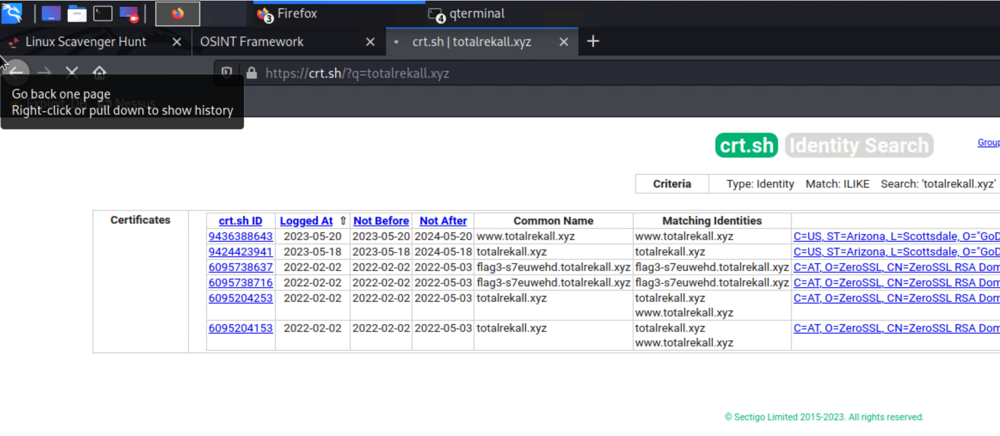 Firefox
3
qterminal
4
Linux Scavenger Hunt
OSINT Framework
crt.sh | totalrekall.xyz
https://crt.sh/?q=totalrekall.xyz
Go back one page
Exploit-DB Nessus
Right-click or pull down to show history
crt.sh Identity Search
Group
Criteria Type: Identity Match: ILIKE Search: 'totalrekall.xyz'
Certificates
crt.sh ID Logged At ⇧ Not Before Not After Common Name Matching Identities
9436388643 2023-05-20 2023-05-20 2024-05-20 www.totalrekall.xyz www.totalrekall.xyz C=US, ST=Arizona, L=Scottsdale, O="GoD
9424423941 2023-05-18 2023-05-18 2024-05-18 totalrekall.xyz totalrekall.xyz C=US, ST=Arizona, L=Scottsdale, O="GoD
6095738637 2022-02-02 2022-02-02 2022-05-03 flag3-s7euwehd.totalrekall.xyz flag3-s7euwehd.totalrekall.xyz C=AT, O=ZeroSSL, CN=ZeroSSL RSA Dom
6095738716 2022-02-02 2022-02-02 2022-05-03 flag3-s7euwehd.totalrekall.xyz flag3-s7euwehd.totalrekall.xyz C=AT, O=ZeroSSL, CN=ZeroSSL RSA Dom
6095204253 2022-02-02 2022-02-02 2022-05-03 totalrekall.xyz totalrekall.xyz C=AT, O=ZeroSSL, CN=ZeroSSL RSA Dom
www.totalrekall.xyz
6095204153 2022-02-02 2022-02-02 2022-05-03 totalrekall.xyz totalrekall.xyz C=AT, O=ZeroSSL, CN=ZeroSSL RSA Dom
www.totalrekall.xyz
© Sectigo Limited 2015-2023. All rights reserved.